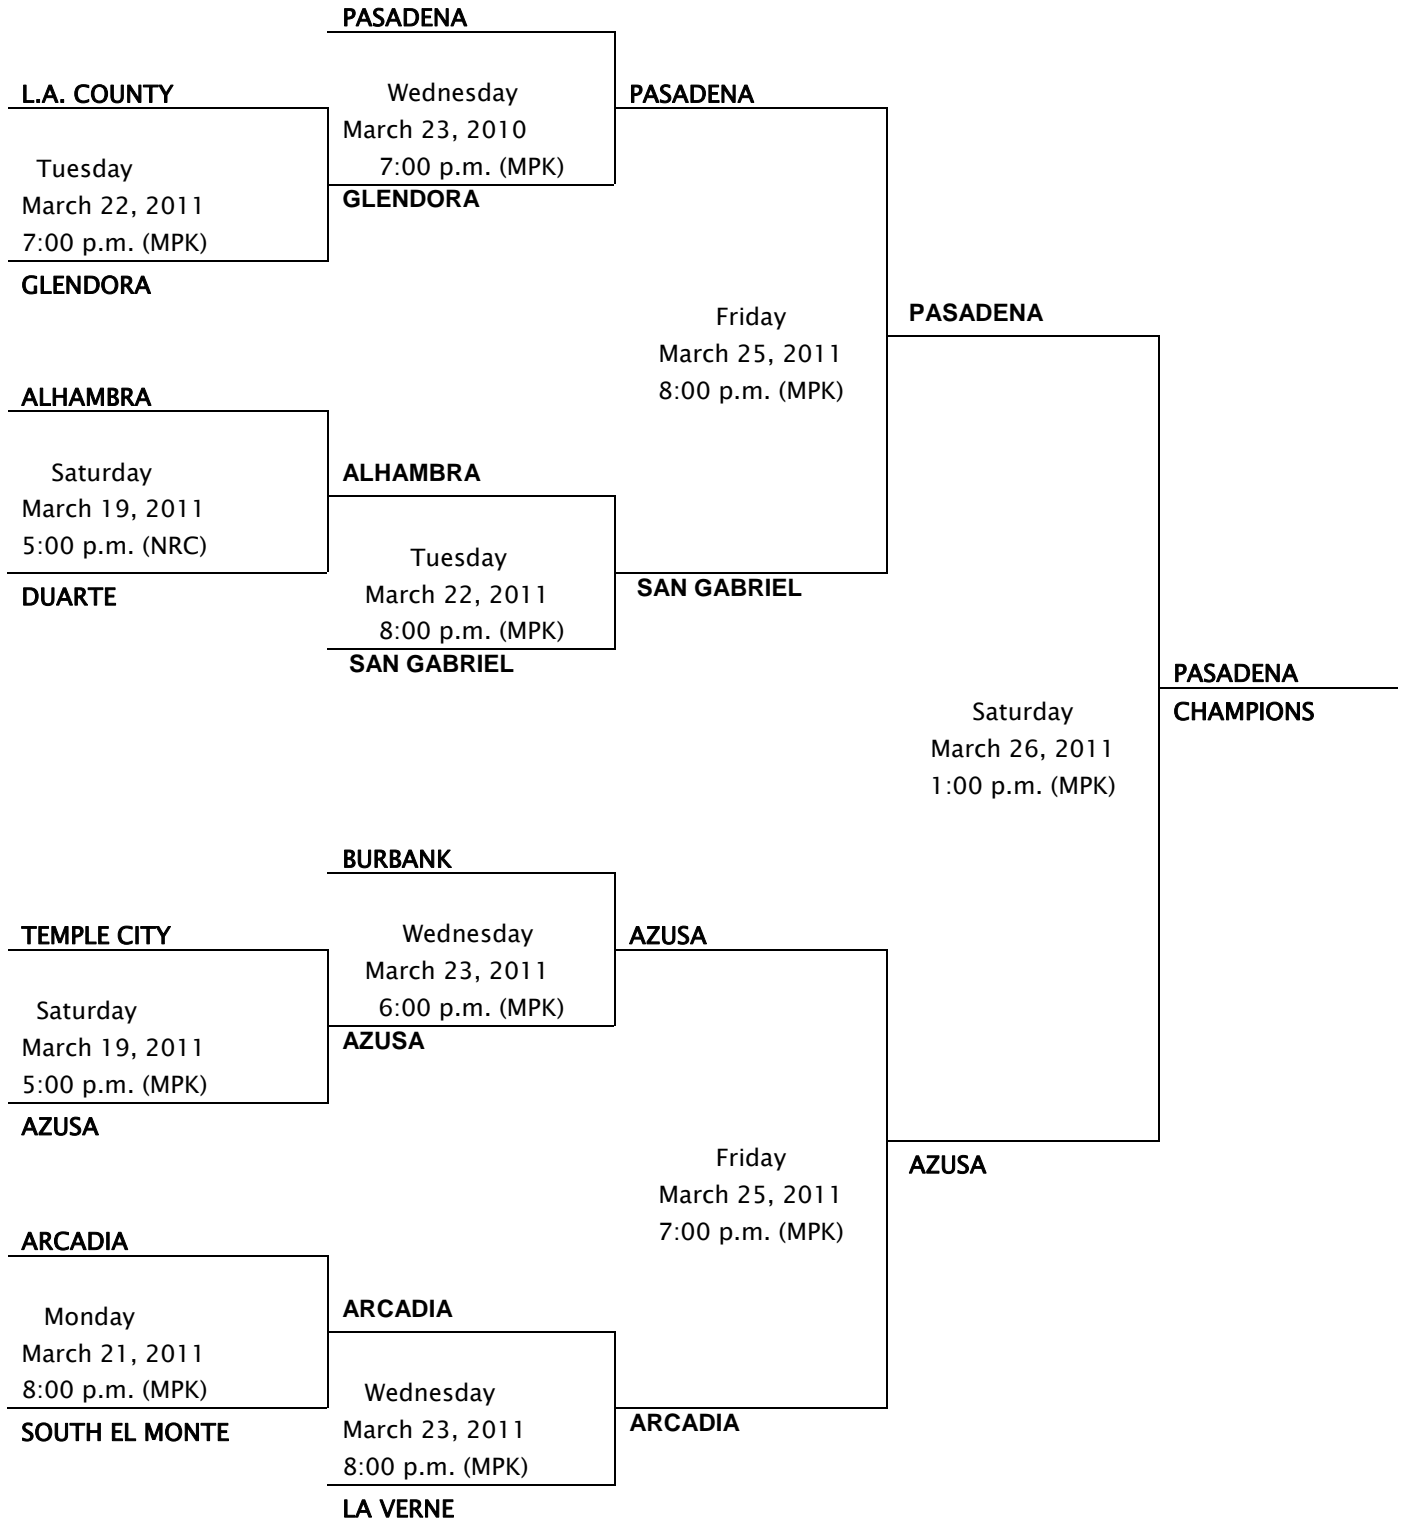 PASADENA
L.A. COUNTY
Wednesday
March 23, 2010
7:00 p.m. (MPK)
PASADENA
Tuesday
March 22, 2011
7:00 p.m. (MPK)
GLENDORA
GLENDORA
Friday
March 25, 2011
8:00 p.m. (MPK)
PASADENA
ALHAMBRA
Saturday
March 19, 2011
5:00 p.m. (NRC)
ALHAMBRA
DUARTE
Tuesday
March 22, 2011
8:00 p.m. (MPK)
SAN GABRIEL
SAN GABRIEL
PASADENA
CHAMPIONS
Saturday
March 26, 2011
1:00 p.m. (MPK)
BURBANK
TEMPLE CITY
Wednesday
March 23, 2011
6:00 p.m. (MPK)
AZUSA
Saturday
March 19, 2011
5:00 p.m. (MPK)
AZUSA
AZUSA
Friday
March 25, 2011
7:00 p.m. (MPK)
AZUSA
ARCADIA
Monday
March 21, 2011
8:00 p.m. (MPK)
ARCADIA
SOUTH EL MONTE
Wednesday
March 23, 2011
8:00 p.m. (MPK)
ARCADIA
LA VERNE